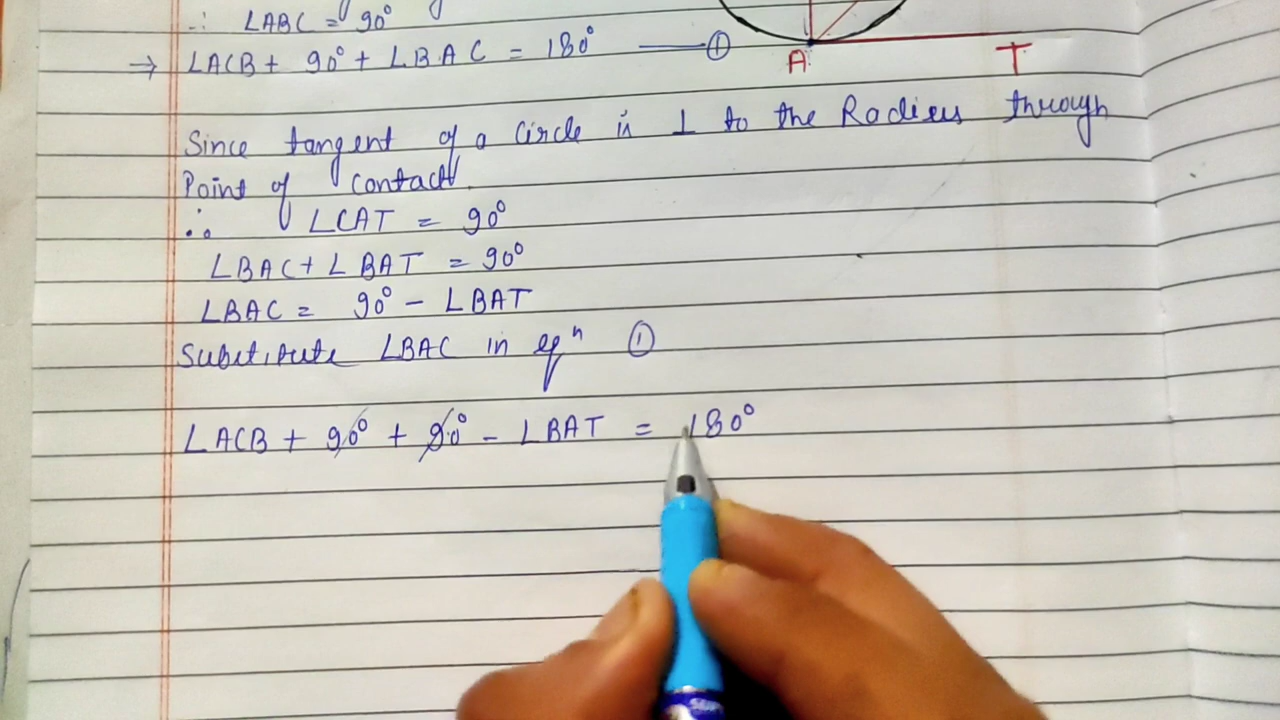 ∴ ∠ABC = 90°
⇒ ∠ACB + 90° + ∠BAC = 180° —— ①
A
T
Since tangent of a circle is ⊥ to the Radius through
Point of contact.
∴ ∠CAT = 90°
∠BAC + ∠BAT = 90°
∠BAC = 90° - ∠BAT
Substitute ∠BAC in eqⁿ ①
∠ACB + 90° + 90° - ∠BAT = 180°